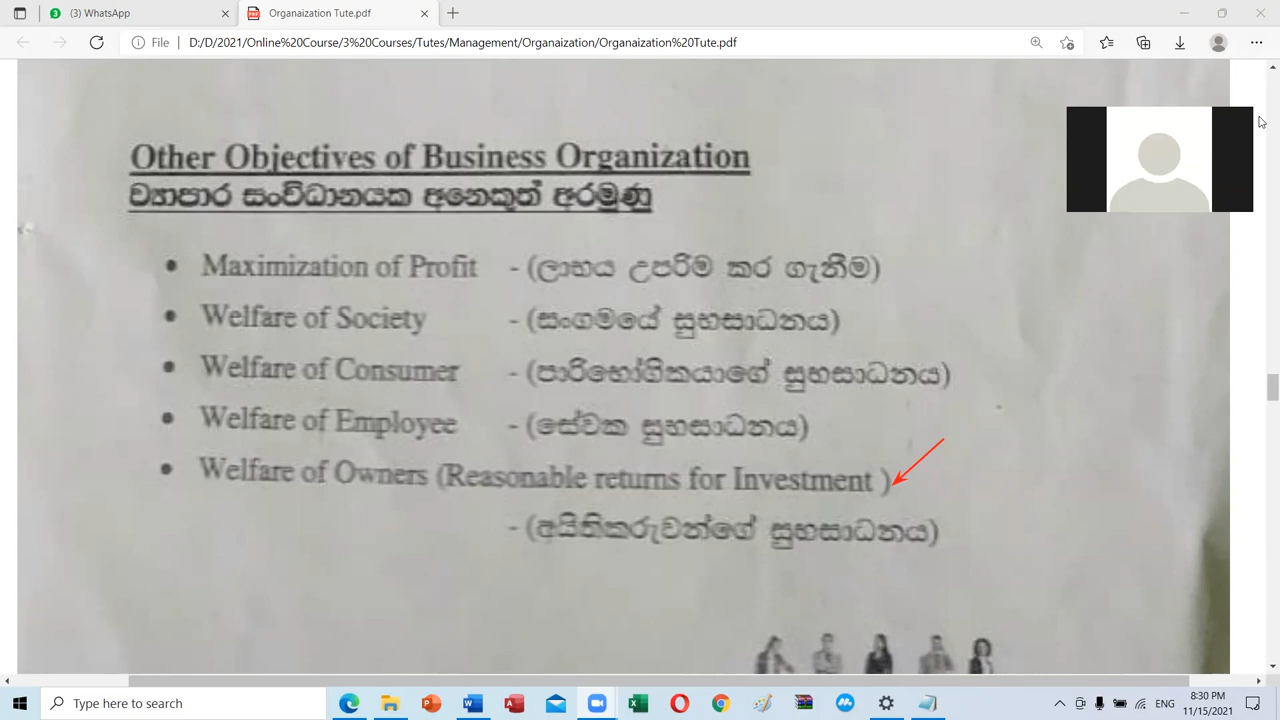 (3) WhatsApp
Organaization Tute.pdf
File
D:/D/2021/Online%20Course/3%20Courses/Tutes/Management/Organaization/Organaization%20Tute.pdf
Other Objectives of Business Organization
ව්‍යාපාර සංවිධානයක අනෙකුත් අරමුණු
• Maximization of Profit - (ලාභය උපරිම කර ගැනීම)
• Welfare of Society - (සංගමයේ සුභසාධනය)
• Welfare of Consumer - (පාරිභෝගිකයාගේ සුභසාධනය)
• Welfare of Employee - (සේවක සුභසාධනය)
• Welfare of Owners (Reasonable returns for Investment )
- (අයිතිකරුවන්ගේ සුභසාධනය)
Type here to search
8:30 PM
11/15/2021